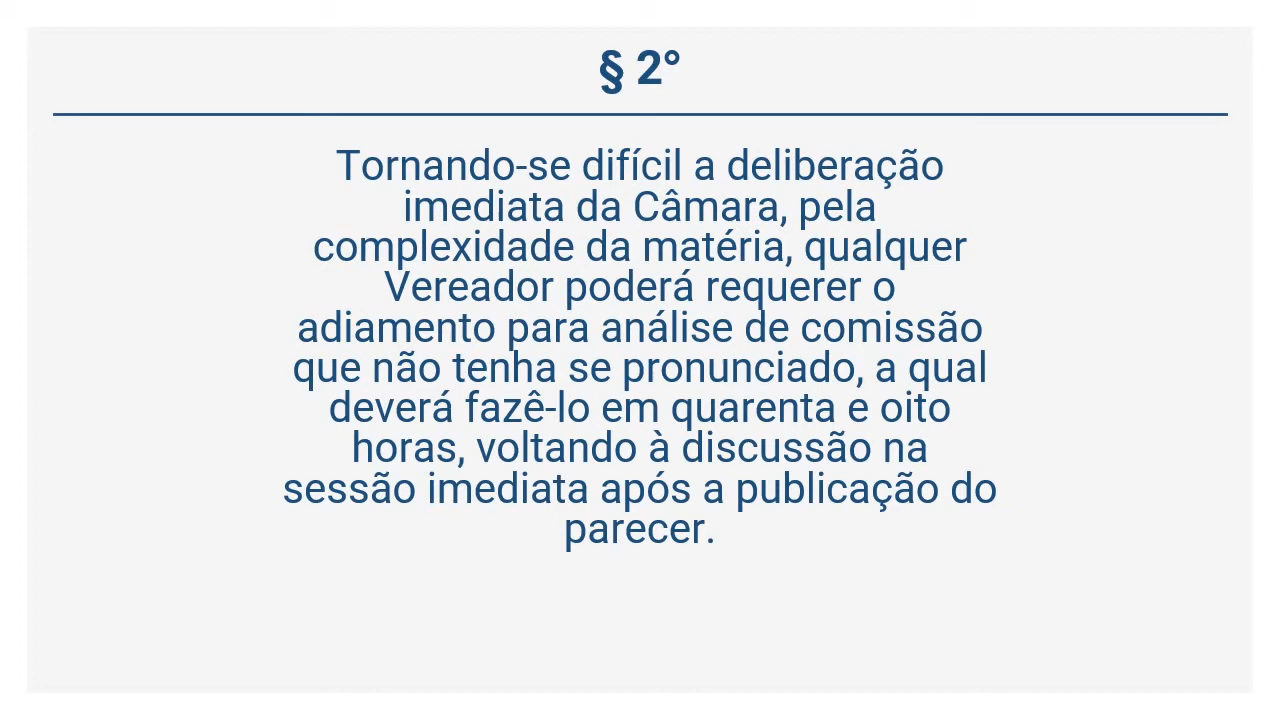 § 2°
Tornando-se difícil a deliberação
imediata da Câmara, pela
complexidade da matéria, qualquer
Vereador poderá requerer o
adiamento para análise de comissão
que não tenha se pronunciado, a qual
deverá fazê-lo em quarenta e oito
horas, voltando à discussão na
sessão imediata após a publicação do
parecer.